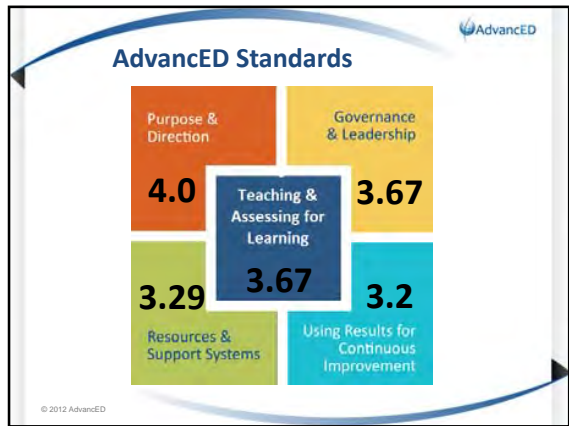 AdvancED
AdvancED Standards
Purpose &
Direction
4.0
Governance
& Leadership
3.67
Teaching &
Assessing for
Learning
3.67
3.29
Resources &
Support Systems
3.2
Using Results for
Continuous
Improvement
© 2012 AdvancED